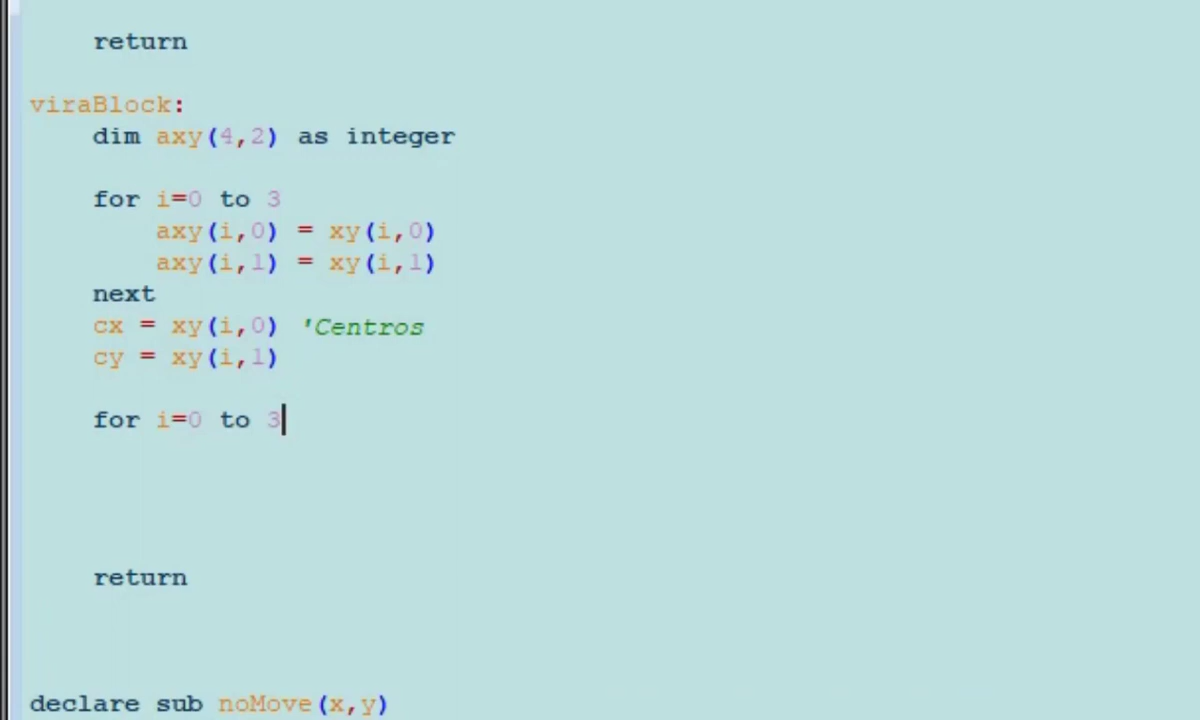 return
viraBlock:
dim axy(4,2) as integer
for i=0 to 3
axy(i,0) = xy(i,0)
axy(i,1) = xy(i,1)
next
cx = xy(i,0) 'Centros
cy = xy(i,1)
for i=0 to 3
return
declare sub noMove(x,y)